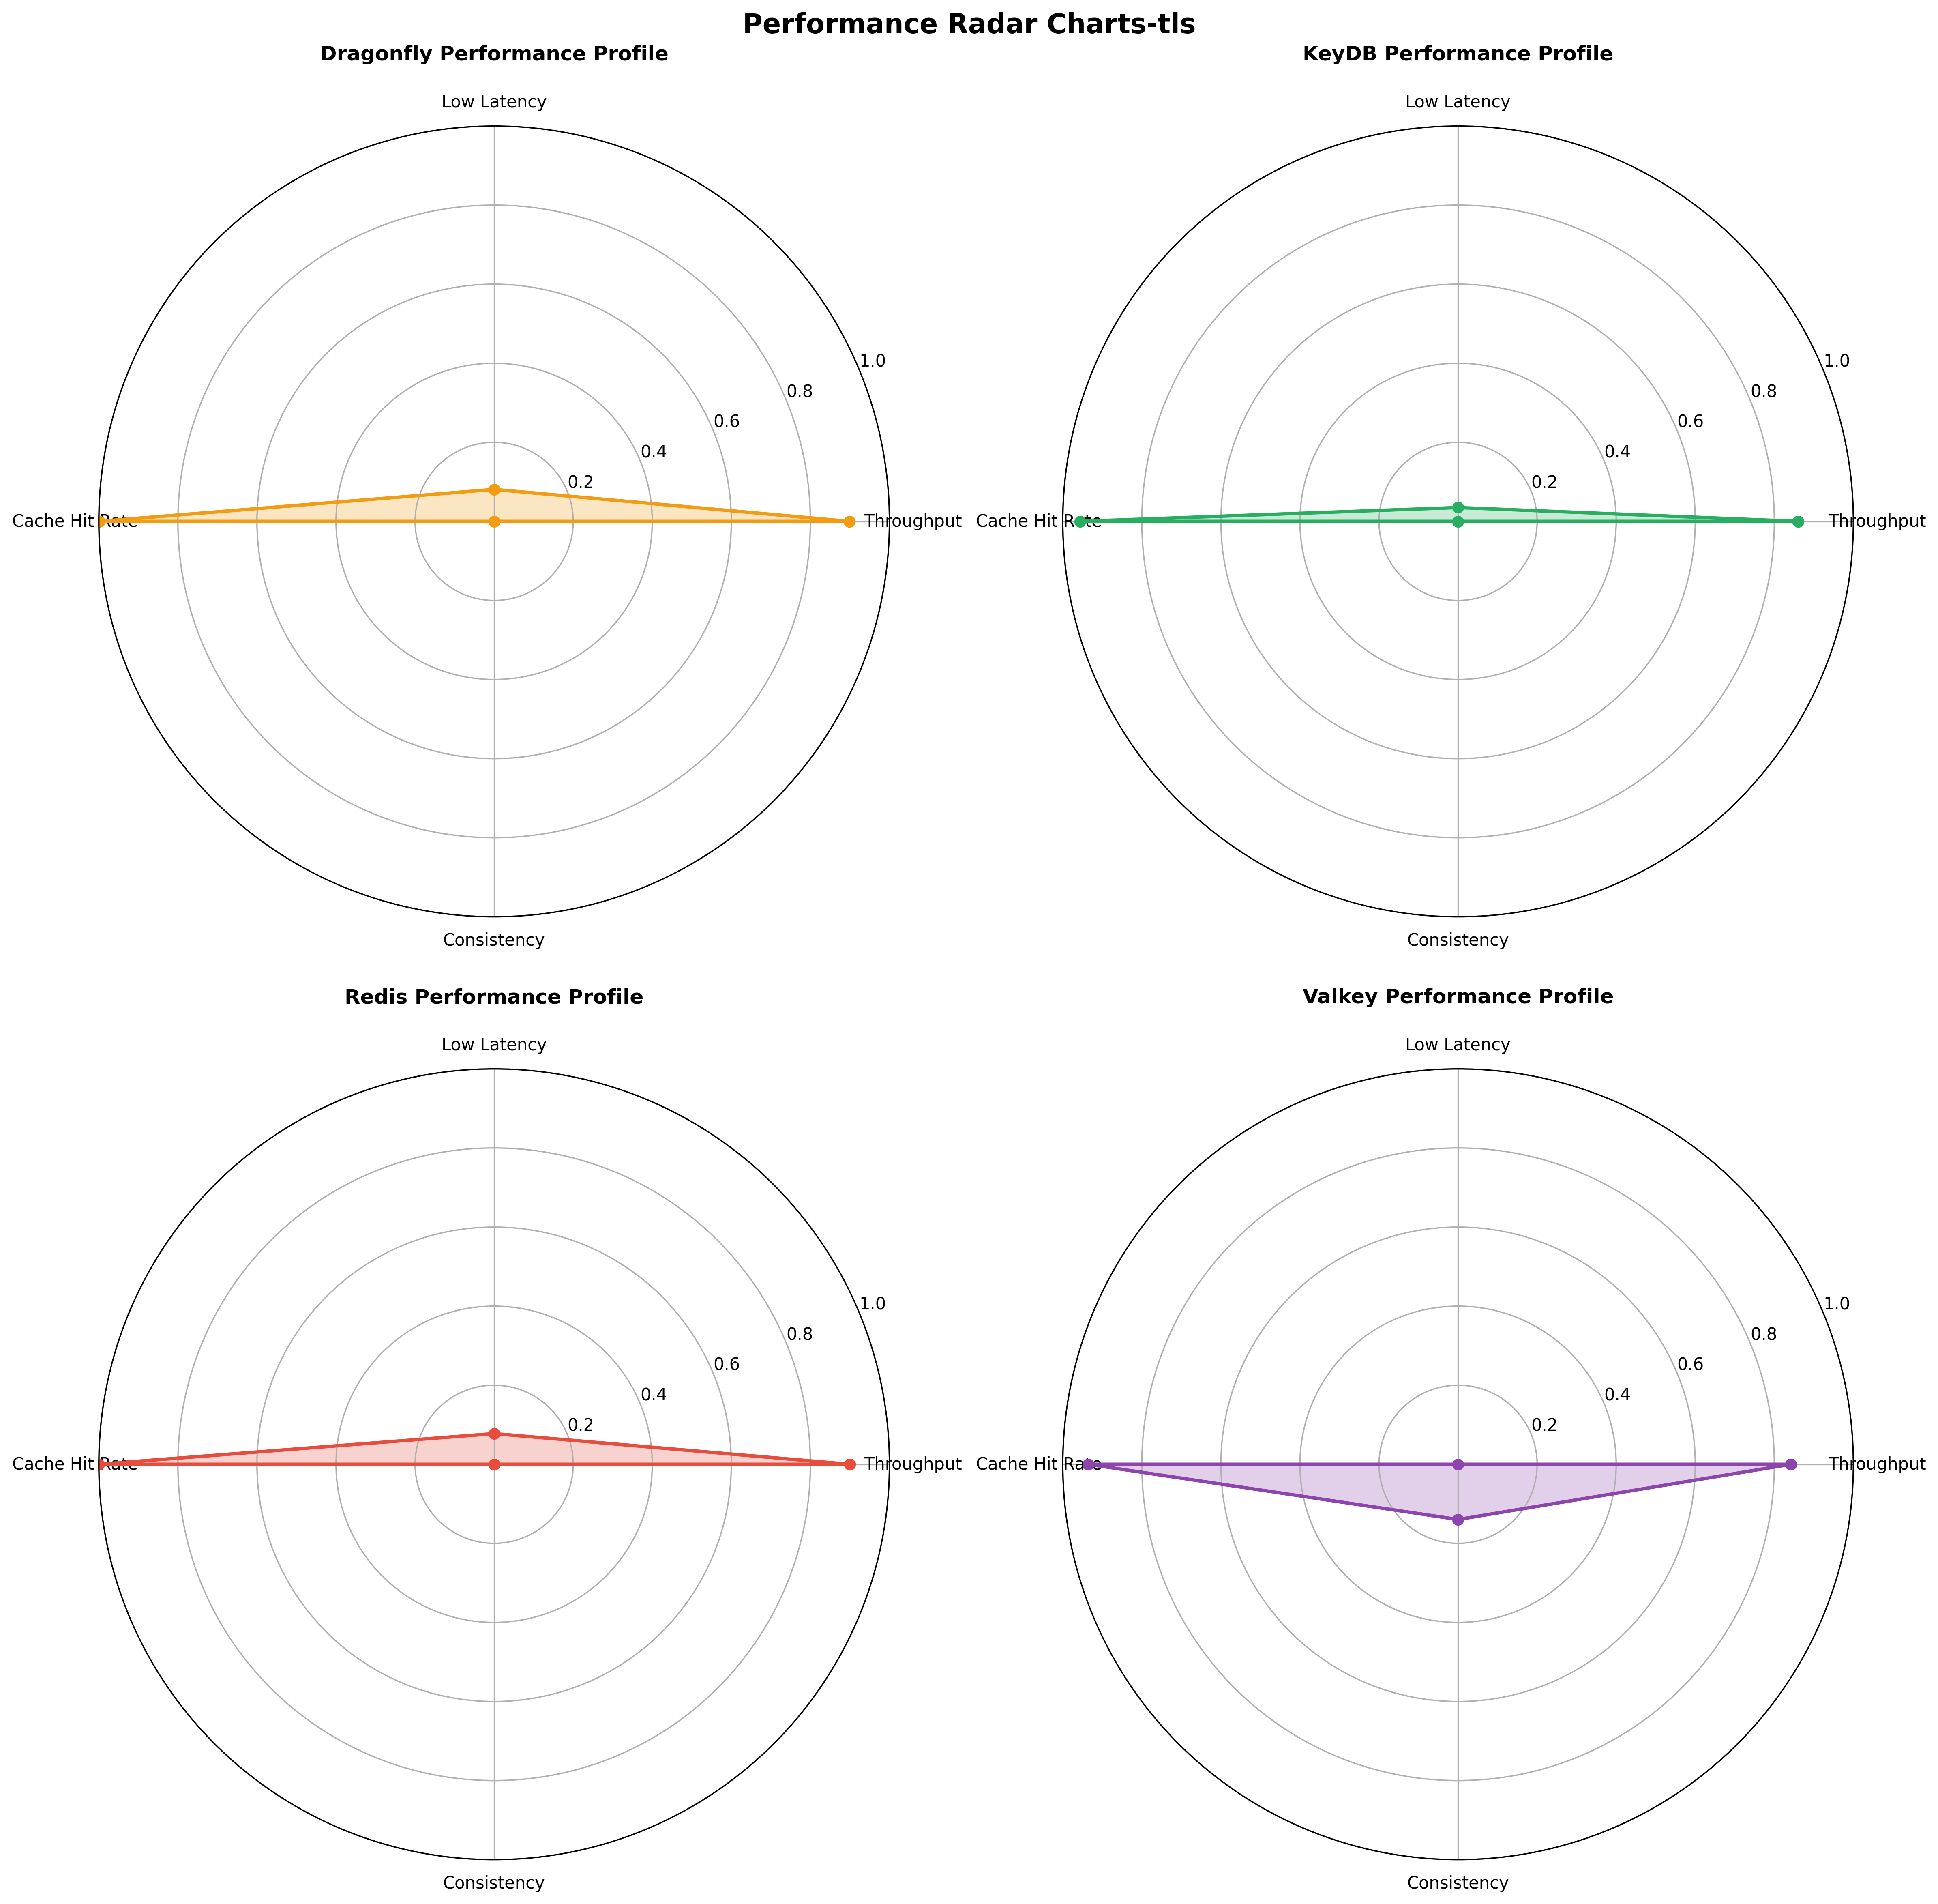 Performance Radar Charts-tls
Dragonfly Performance Profile
Low Latency
1.0
0.8
0.6
0.4
0.2
Cache Hit Rate
Throughput
Consistency
KeyDB Performance Profile
Low Latency
1.0
0.8
0.6
0.4
0.2
Cache Hit Rate
Throughput
Consistency
Redis Performance Profile
Low Latency
1.0
0.8
0.6
0.4
0.2
Cache Hit Rate
Throughput
Consistency
Valkey Performance Profile
Low Latency
1.0
0.8
0.6
0.4
0.2
Cache Hit Rate
Throughput
Consistency